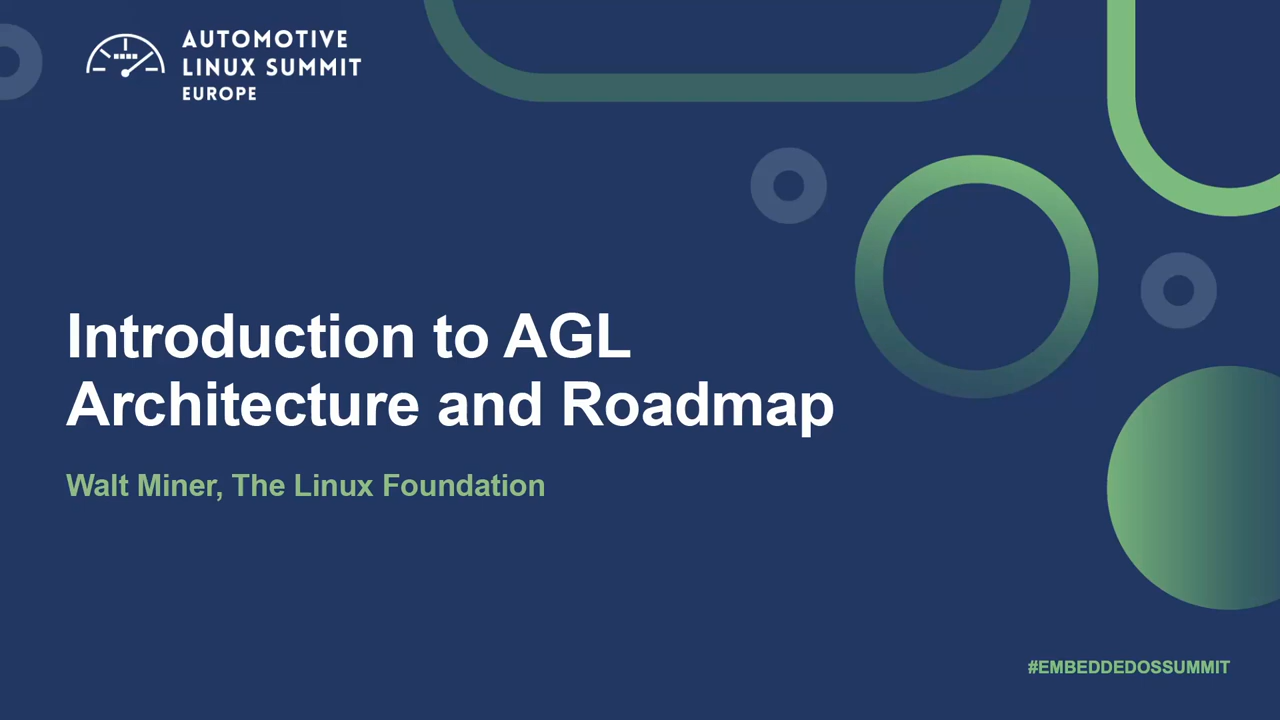 AUTOMOTIVE
LINUX SUMMIT
EUROPE
Introduction to AGL
Architecture and Roadmap
Walt Miner, The Linux Foundation
#EMBEDDEDOSSUMMIT